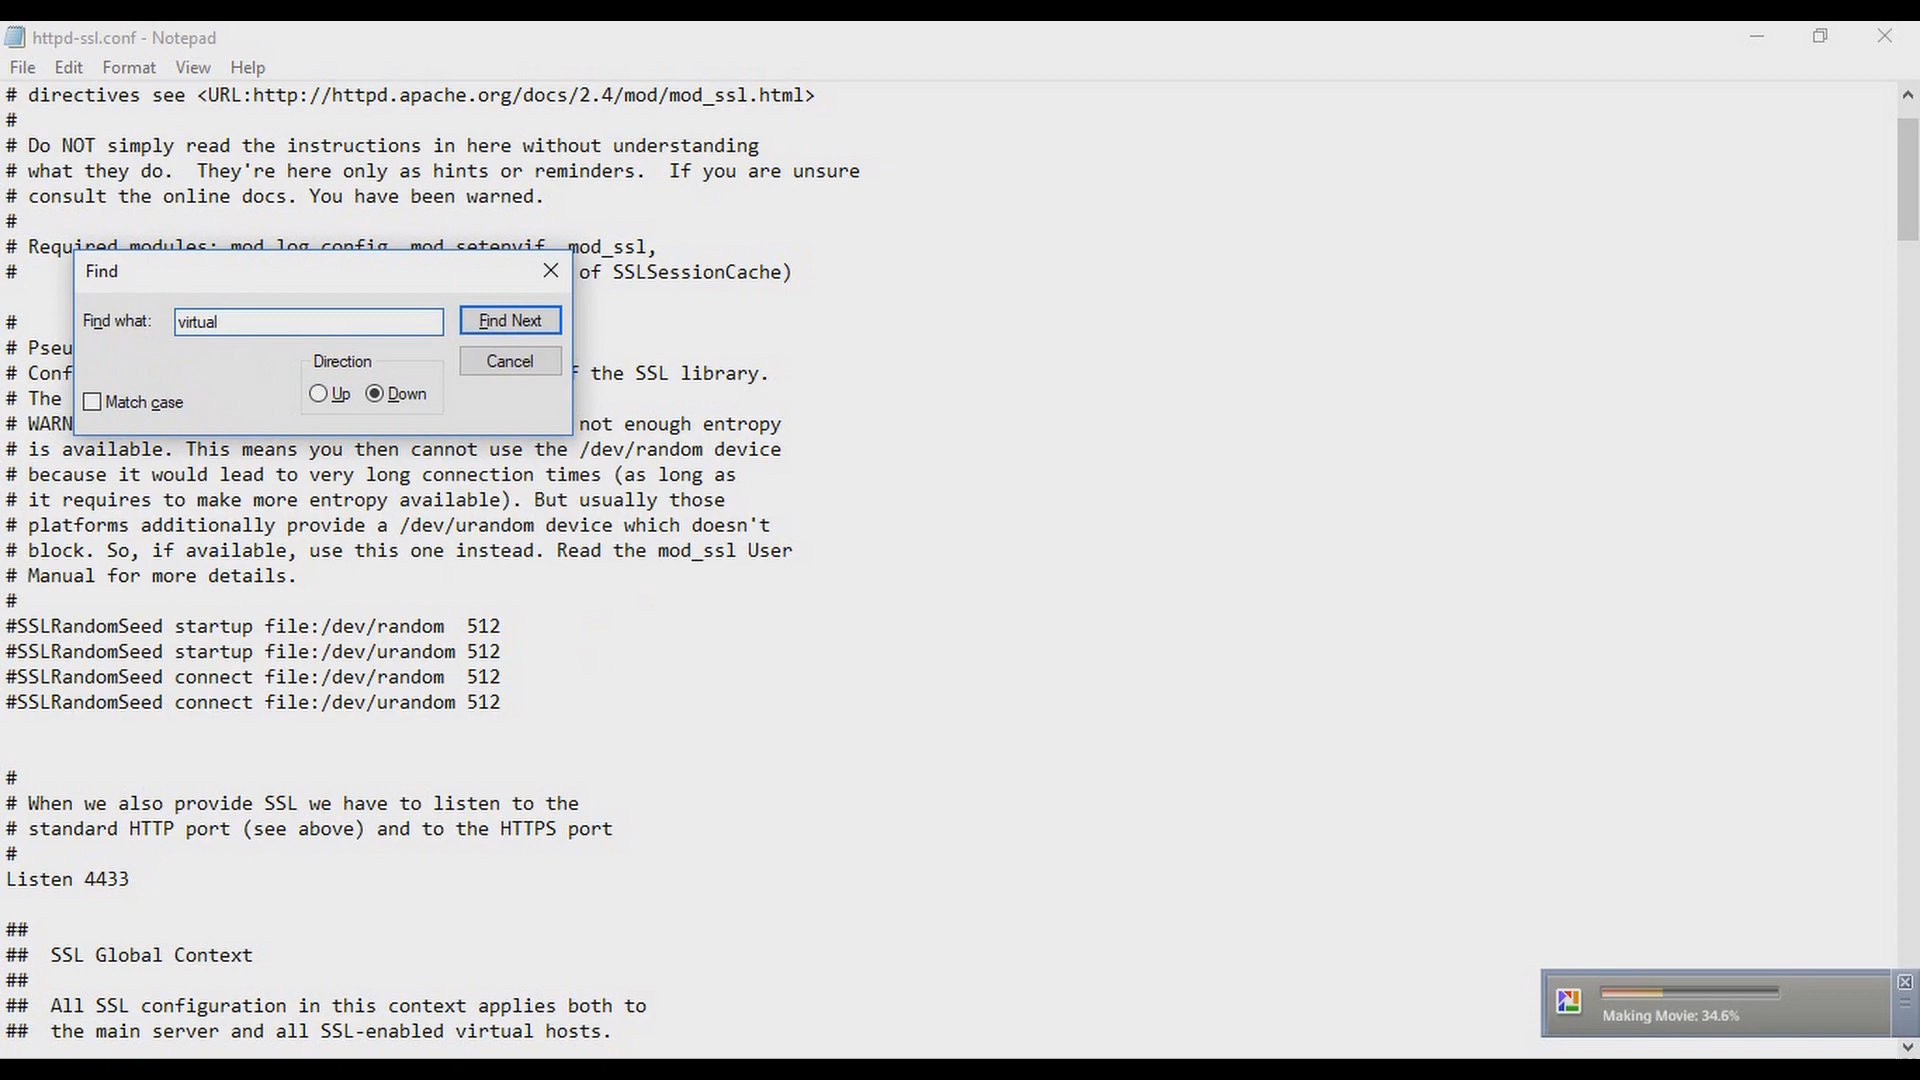 httpd-ssl.conf - Notepad
File Edit Format View Help
# directives see <URL:http://httpd.apache.org/docs/2.4/mod/mod_ssl.html>
#
# Do NOT simply read the instructions in here without understanding
# what they do.  They're here only as hints or reminders.  If you are unsure
# consult the online docs. You have been warned.
#
# Required modules: mod_log_config, mod_setenvif, mod_ssl,
# of SSLSessionCache)
Find
Find what: virtual Find Next
Direction Cancel
Up Down
Match case
#
# Pseu
# Conf the SSL library.
# The
# WARN not enough entropy
# is available. This means you then cannot use the /dev/random device
# because it would lead to very long connection times (as long as
# it requires to make more entropy available). But usually those
# platforms additionally provide a /dev/urandom device which doesn't
# block. So, if available, use this one instead. Read the mod_ssl User
# Manual for more details.
#
#SSLRandomSeed startup file:/dev/random  512
#SSLRandomSeed startup file:/dev/urandom 512
#SSLRandomSeed connect file:/dev/random  512
#SSLRandomSeed connect file:/dev/urandom 512
#
# When we also provide SSL we have to listen to the
# standard HTTP port (see above) and to the HTTPS port
#
Listen 4433
##
##  SSL Global Context
##
##  All SSL configuration in this context applies both to
##  the main server and all SSL-enabled virtual hosts.
Making Movie: 34.6%